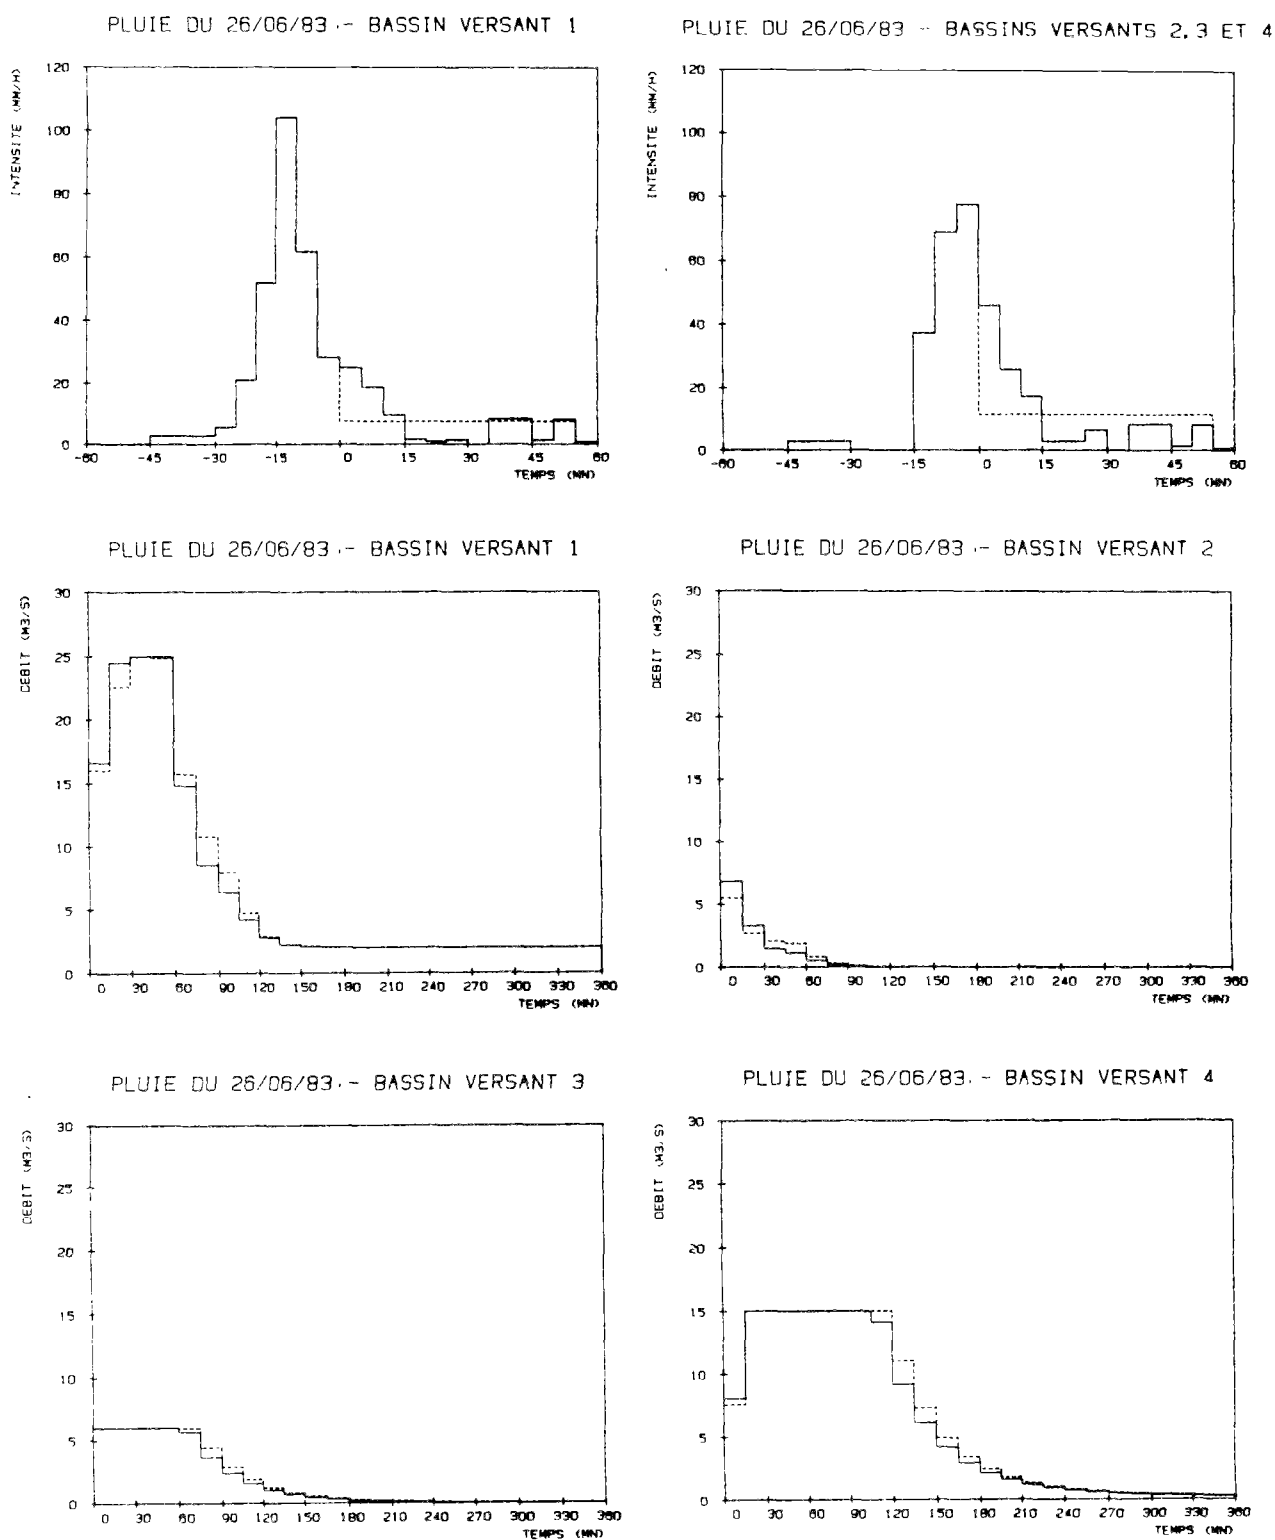 PLUIE DU 26/06/83 - BASSIN VERSANT 1
INTENSITE (MM/H)
120
100
80
60
40
20
0
-60 -45 -30 -15 0 15 30 45 60
TEMPS (MN)
PLUIE DU 26/06/83 - BASSINS VERSANTS 2, 3 ET 4
INTENSITE (MM/H)
120
100
80
60
40
20
0
-60 -45 -30 -15 0 15 30 45 60
TEMPS (MN)
PLUIE DU 26/06/83 - BASSIN VERSANT 1
DEBIT (M3/S)
30
25
20
15
10
5
0
0 30 60 90 120 150 180 210 240 270 300 330 360
TEMPS (MN)
PLUIE DU 26/06/83 - BASSIN VERSANT 2
DEBIT (M3/S)
30
25
20
15
10
5
0
0 30 60 90 120 150 180 210 240 270 300 330 360
TEMPS (MN)
PLUIE DU 26/06/83 - BASSIN VERSANT 3
DEBIT (M3/S)
30
25
20
15
10
5
0
0 30 60 90 120 150 180 210 240 270 300 330 360
TEMPS (MN)
PLUIE DU 26/06/83 - BASSIN VERSANT 4
DEBIT (M3/S)
30
25
20
15
10
5
0
0 30 60 90 120 150 180 210 240 270 300 330 360
TEMPS (MN)